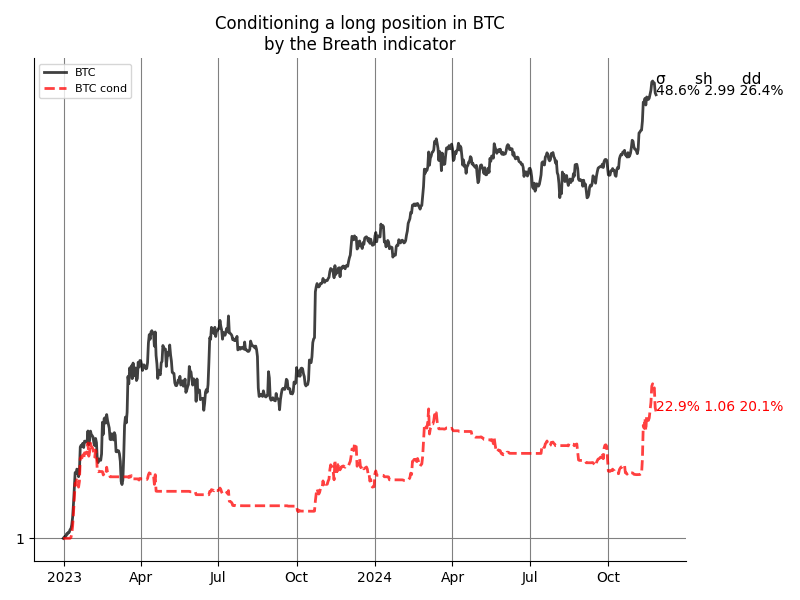 Conditioning a long position in BTC
by the Breath indicator
BTC
BTC cond
σ sh dd
48.6% 2.99 26.4%
22.9% 1.06 20.1%
1
2023 Apr Jul Oct 2024 Apr Jul Oct